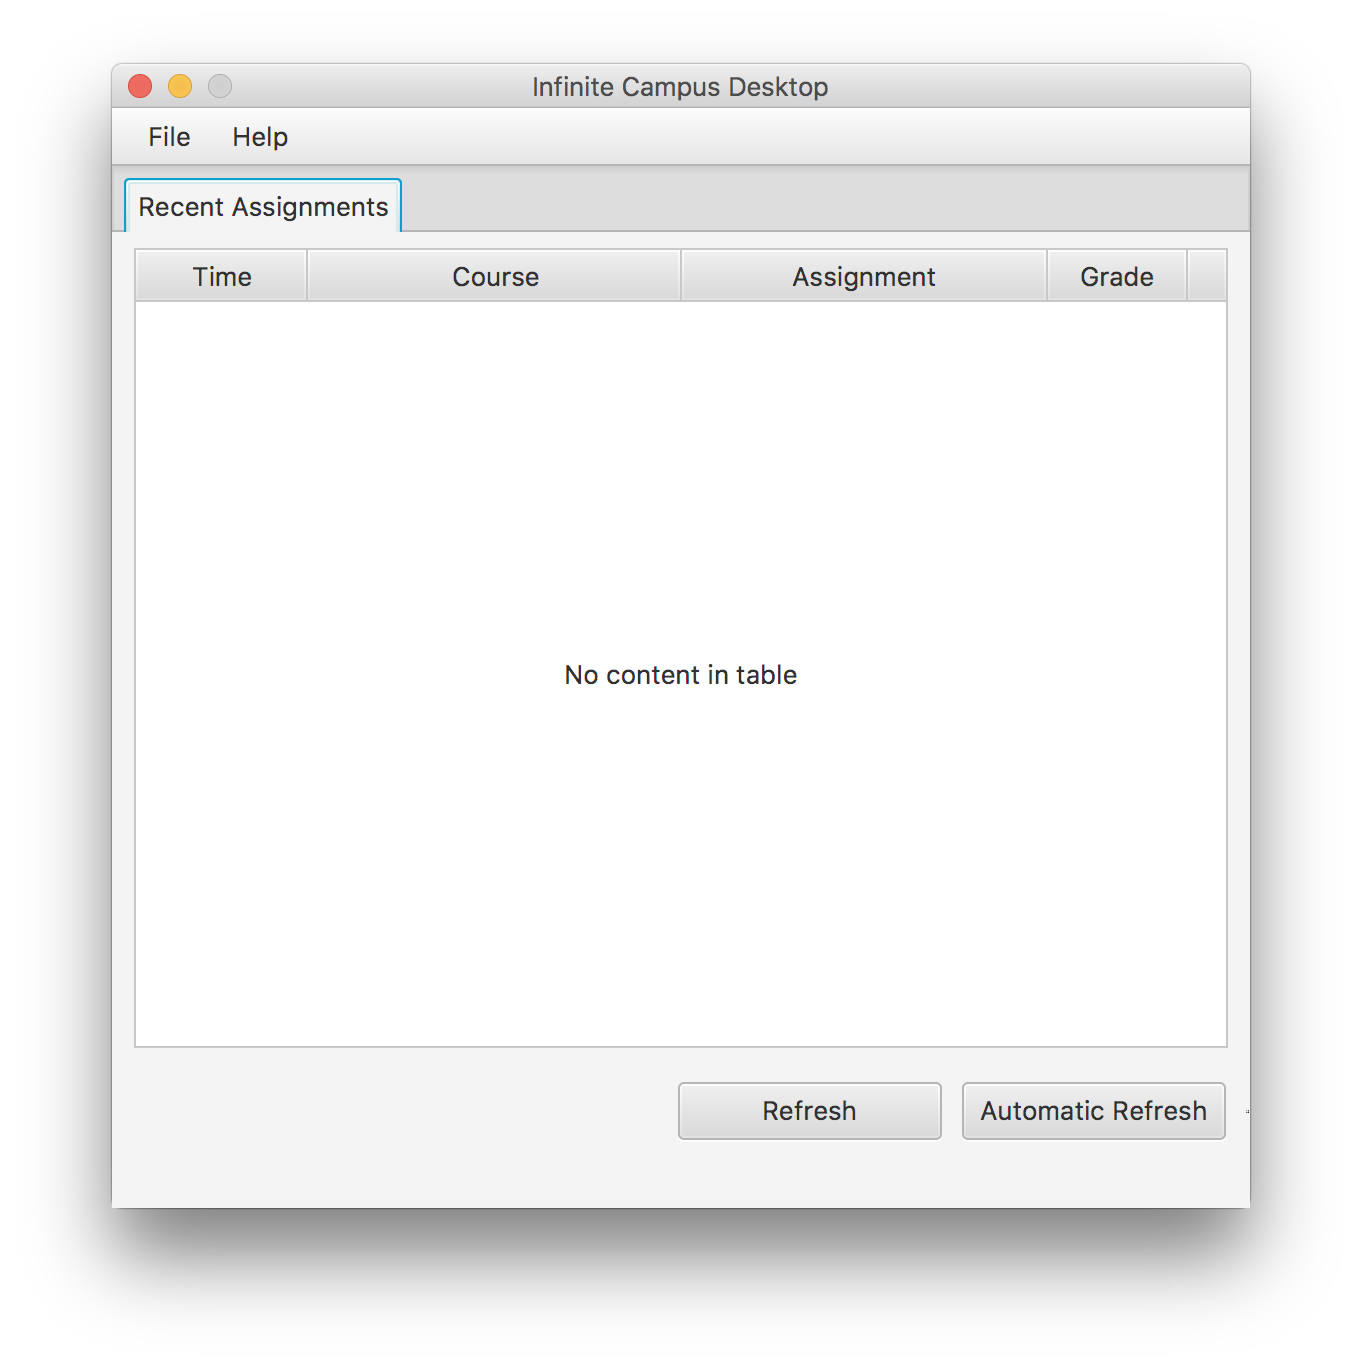 Infinite Campus Desktop
File Help
Recent Assignments
Time Course Assignment Grade
No content in table
Refresh Automatic Refresh